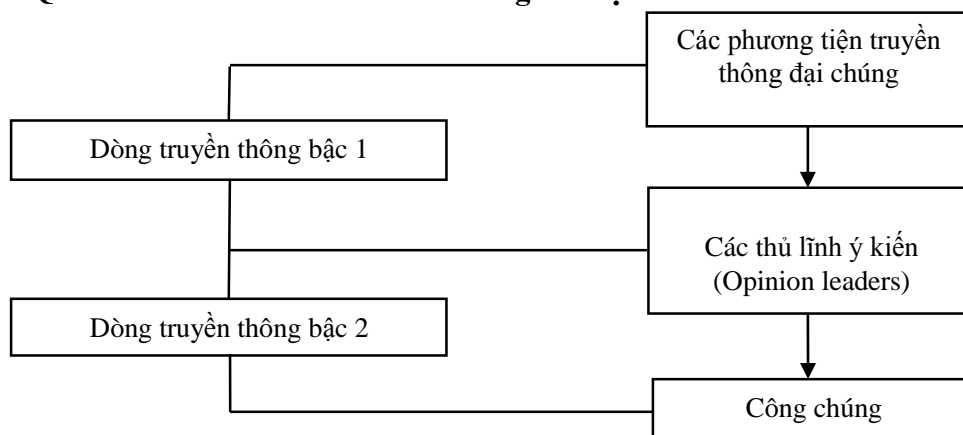 Các phương tiện truyền
thông đại chúng
Dòng truyền thông bậc 1
Các thủ lĩnh ý kiến
(Opinion leaders)
Dòng truyền thông bậc 2
Công chúng